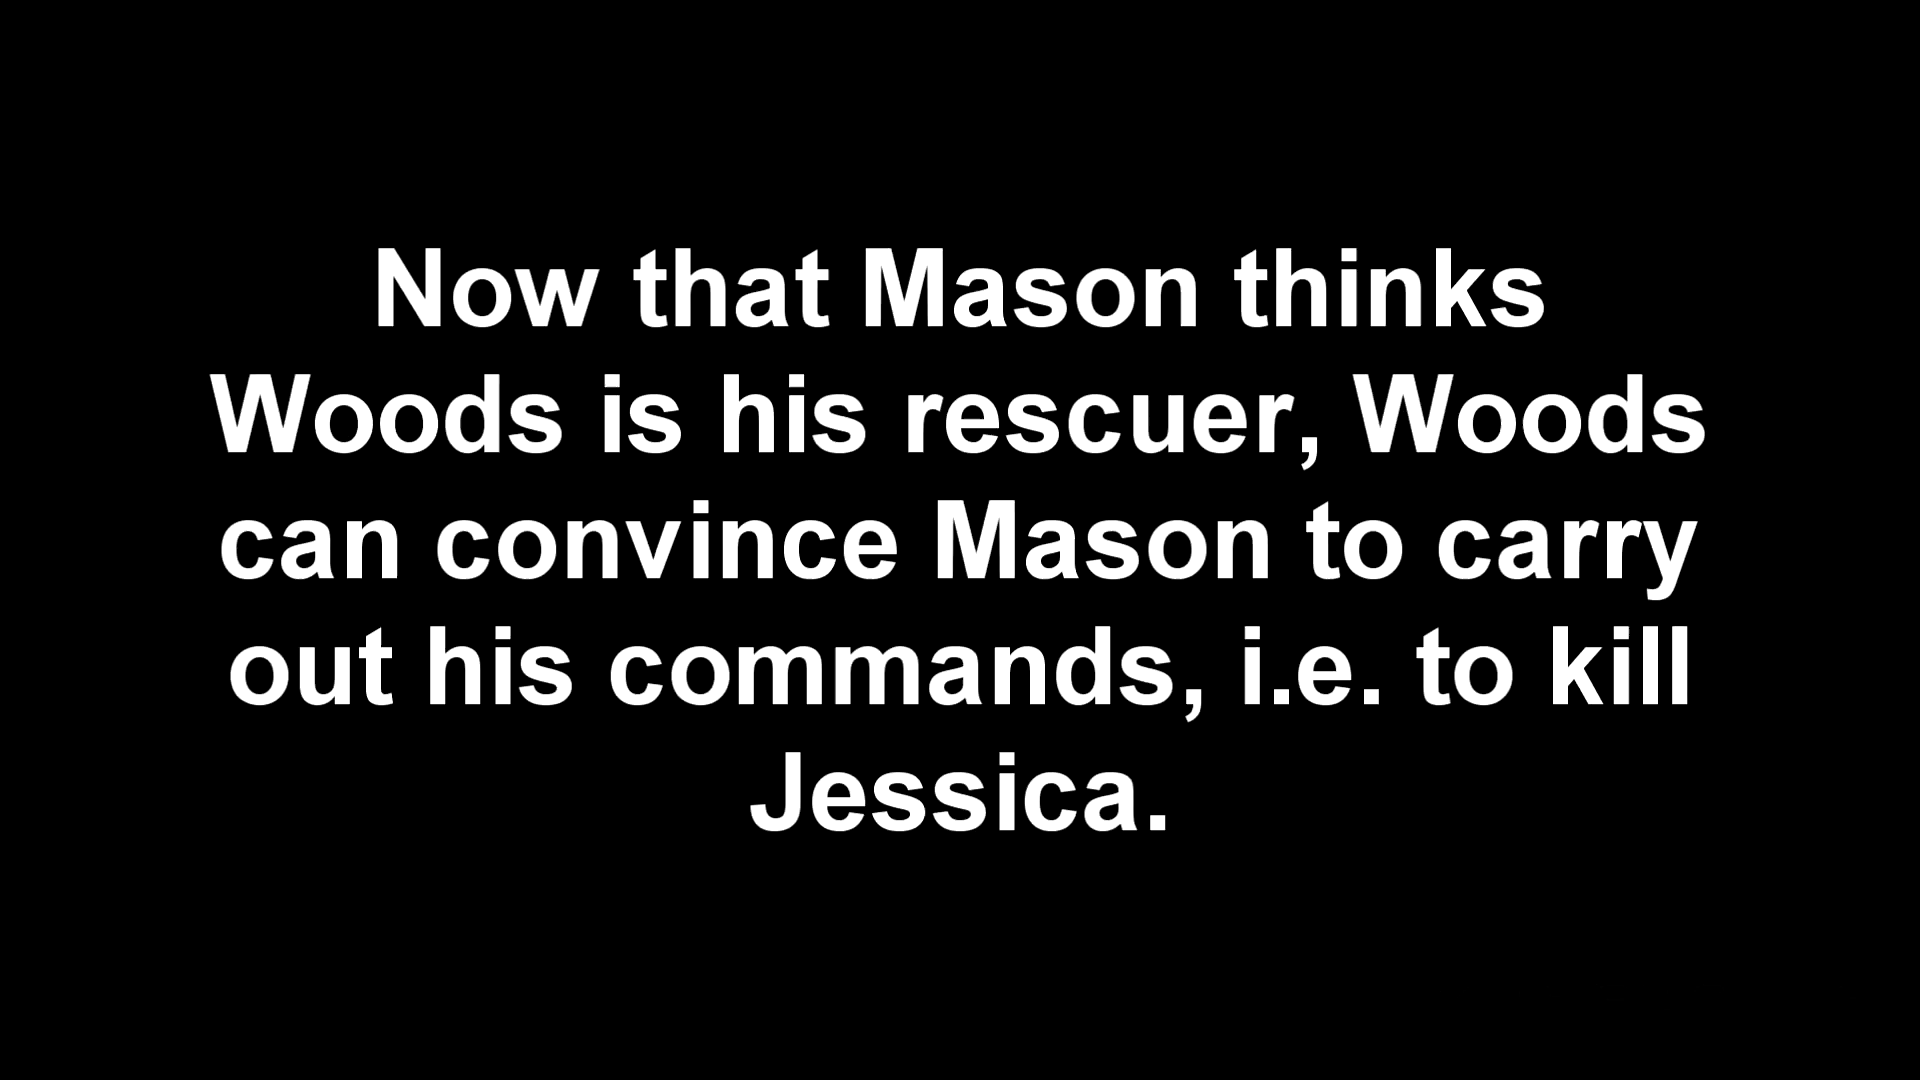 Now that Mason thinks
Woods is his rescuer, Woods
can convince Mason to carry
out his commands, i.e. to kill
Jessica.